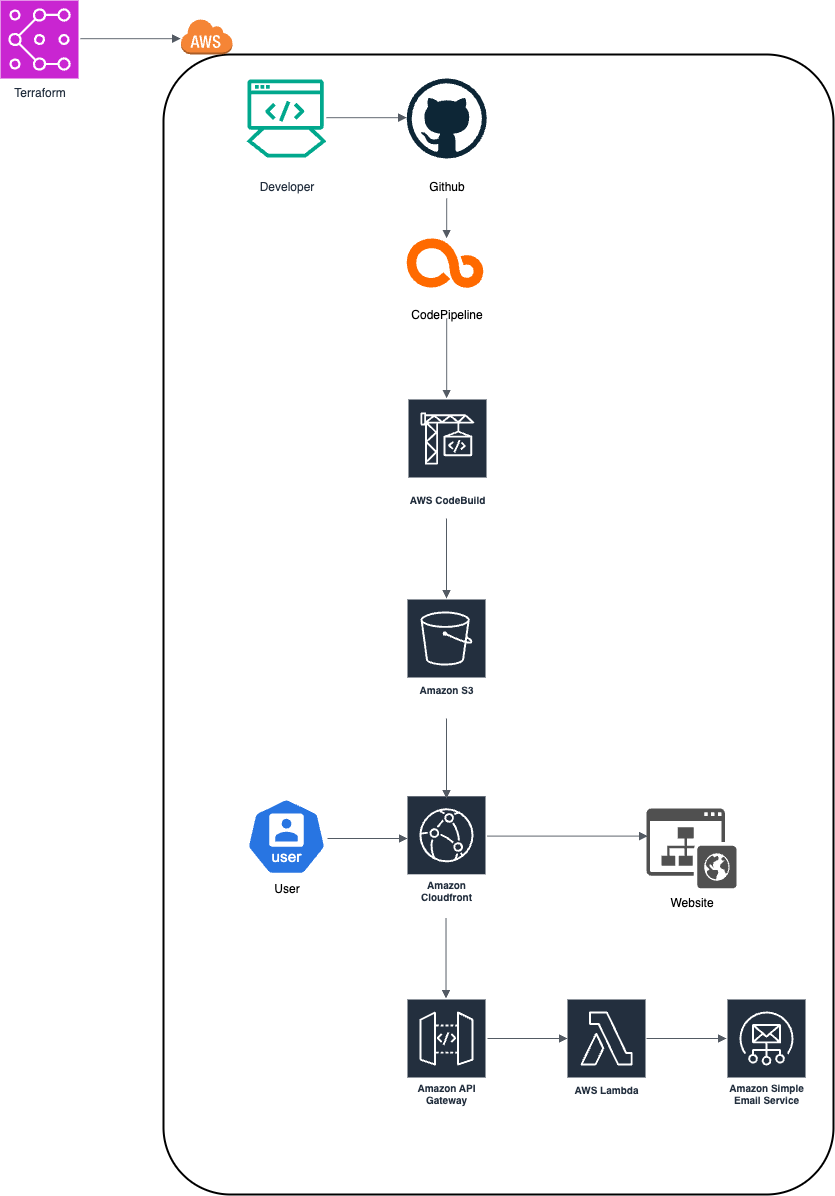 AWS
Terraform
Developer
Github
CodePipeline
AWS CodeBuild
Amazon S3
user
User
Amazon
Cloudfront
Website
Amazon API
Gateway
AWS Lambda
Amazon Simple
Email Service